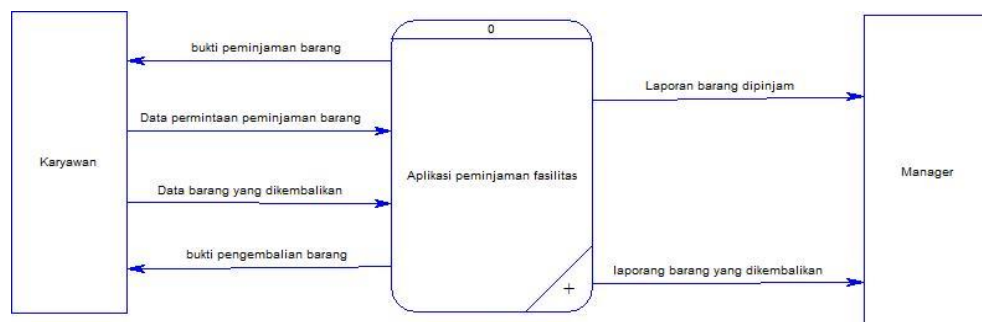 0
bukti peminjaman barang
Data permintaan peminjaman barang
Karyawan
Data barang yang dikembalikan
bukti pengembalian barang
Aplikasi peminjaman fasilitas
+
Laporan barang dipinjam
laporang barang yang dikembalikan
Manager